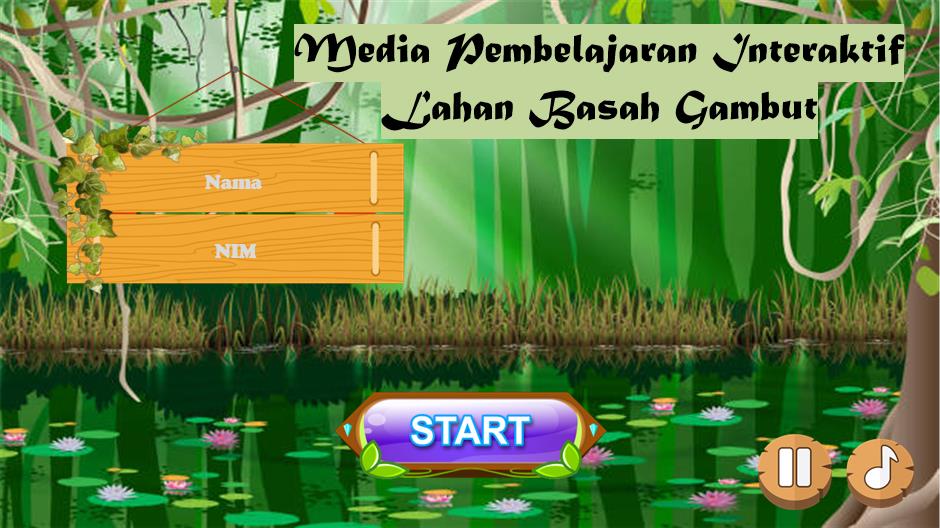 Media Pembelajaran Interaktif
Lahan Basah Gambut
Nama
NIM
START